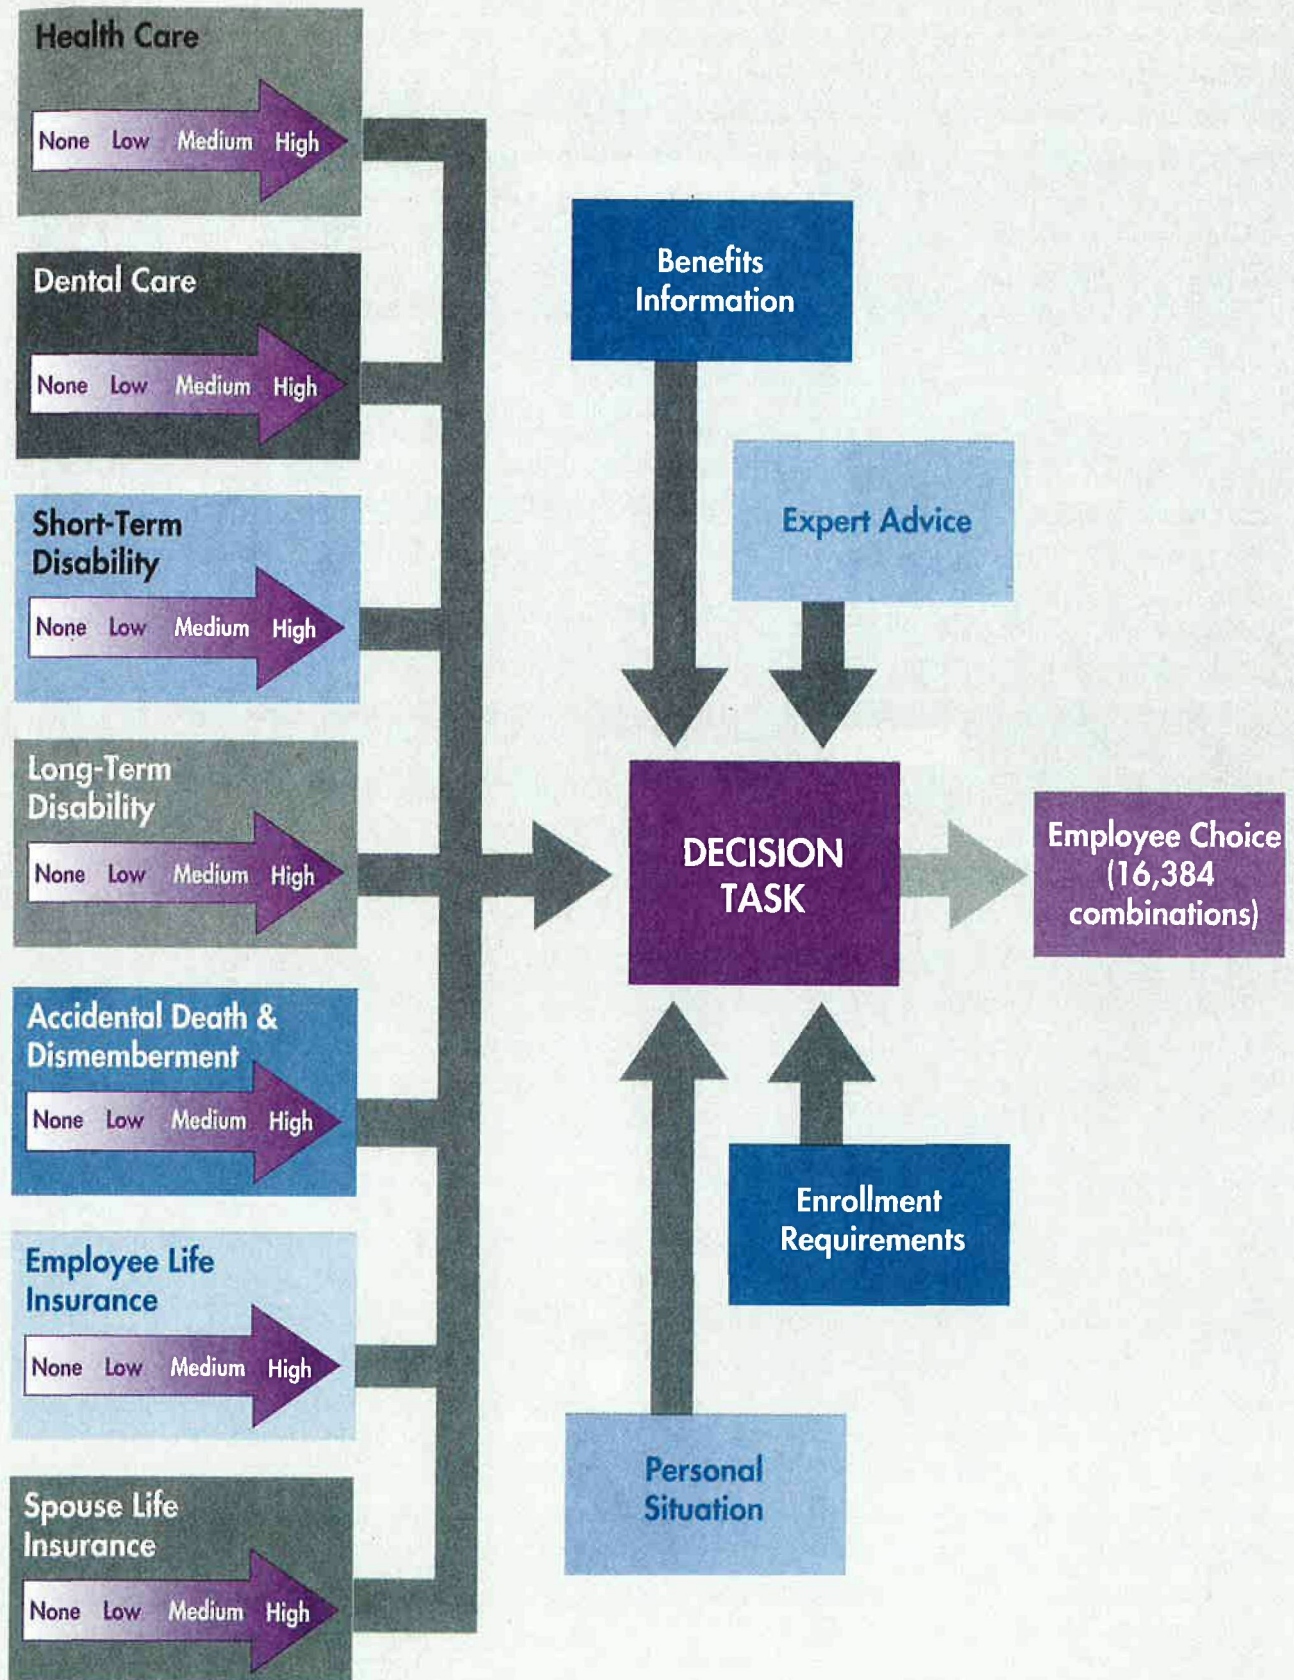 Health Care
None Low Medium High
Dental Care
None Low Medium High
Short-Term
Disability
None Low Medium High
Long-Term
Disability
None Low Medium High
Accidental Death &
Dismemberment
None Low Medium High
Employee Life
Insurance
None Low Medium High
Spouse Life
Insurance
None Low Medium High
Benefits
Information
Expert Advice
DECISION
TASK
Employee Choice
(16,384
combinations)
Enrollment
Requirements
Personal
Situation